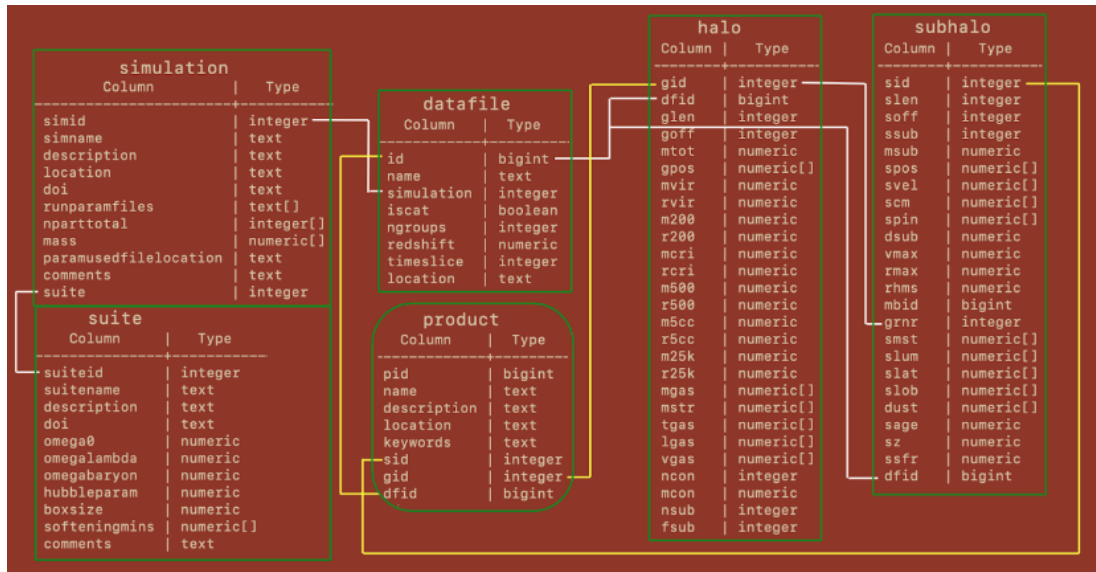 simulation
Column | Type
simid | integer
simname | text
description | text
location | text
doi | text
runparamfiles | text[]
nparttotal | integer[]
mass | numeric[]
paramusedfilelocation | text
comments | text
suite | integer
suite
Column | Type
suiteid | integer
suitename | text
description | text
doi | text
omega0 | numeric
omegalambda | numeric
omegabaryon | numeric
hubbleparam | numeric
boxsize | numeric
softeningmins | numeric[]
comments | text
datafile
Column | Type
id | bigint
name | text
simulation | integer
iscat | boolean
ngroups | integer
redshift | numeric
timeslice | integer
location | text
product
Column | Type
pid | bigint
name | text
description | text
location | text
keywords | text
sid | integer
gid | integer
dfid | bigint
halo
Column | Type
gid | integer
dfid | bigint
glen | integer
goff | integer
mtot | numeric
gpos | numeric[]
mvir | numeric
rvir | numeric
m200 | numeric
r200 | numeric
mcri | numeric
rcri | numeric
m500 | numeric
r500 | numeric
m5cc | numeric
r5cc | numeric
m25k | numeric
r25k | numeric
mgas | numeric[]
mstr | numeric[]
tgas | numeric[]
lgas | numeric[]
vgas | numeric[]
ncon | integer
mcon | numeric
nsub | integer
fsub | integer
subhalo
Column | Type
sid | integer
slen | integer
soff | integer
ssub | integer
msub | numeric
spos | numeric[]
svel | numeric[]
scm | numeric[]
spin | numeric[]
dsub | numeric
vmax | numeric
rmax | numeric
rhms | numeric
mbid | bigint
grnr | integer
smst | numeric[]
slum | numeric[]
slat | numeric[]
slob | numeric[]
dust | numeric[]
sage | numeric
sz | numeric
ssfr | numeric
dfid | bigint